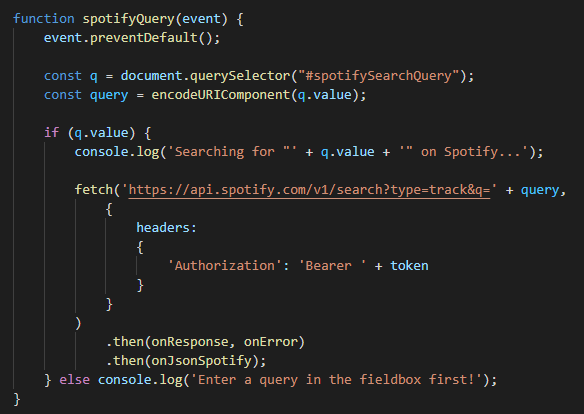 function spotifyQuery(event) {
    event.preventDefault();

    const q = document.querySelector("#spotifySearchQuery");
    const query = encodeURIComponent(q.value);

    if (q.value) {
        console.log('Searching for "' + q.value + '" on Spotify...');

        fetch('https://api.spotify.com/v1/search?type=track&q=' + query,
            {
                headers:
                {
                    'Authorization': 'Bearer ' + token
                }
            }
        )
            .then(onResponse, onError)
            .then(onJsonSpotify);
    } else console.log('Enter a query in the fieldbox first!');
}